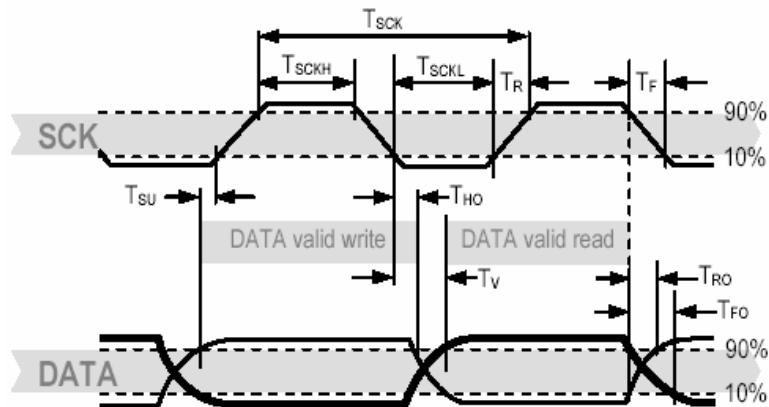 TSCK
TSCKH TSCKL TR TF
90%
SCK
10%
TSU THO
DATA valid write DATA valid read
TV TRO
TFO
90%
DATA
10%